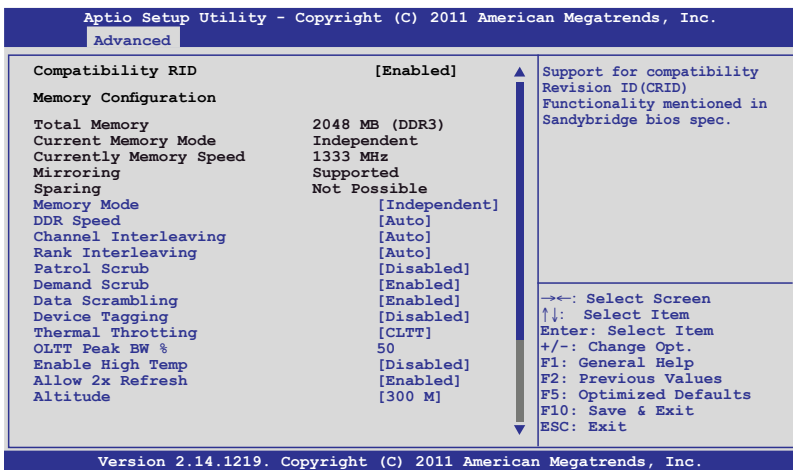 Aptio Setup Utility - Copyright (C) 2011 American Megatrends, Inc.
Advanced
Compatibility RID [Enabled]
Memory Configuration
Total Memory 2048 MB (DDR3)
Current Memory Mode Independent
Currently Memory Speed 1333 MHz
Mirroring Supported
Sparing Not Possible
Memory Mode [Independent]
DDR Speed [Auto]
Channel Interleaving [Auto]
Rank Interleaving [Auto]
Patrol Scrub [Disabled]
Demand Scrub [Enabled]
Data Scrambling [Enabled]
Device Tagging [Disabled]
Thermal Throtting [CLTT]
OLTT Peak BW % 50
Enable High Temp [Disabled]
Allow 2x Refresh [Enabled]
Altitude [300 M]
Support for compatibility
Revision ID(CRID)
Functionality mentioned in
Sandybridge bios spec.
→←: Select Screen
↑↓: Select Item
Enter: Select Item
+/-: Change Opt.
F1: General Help
F2: Previous Values
F5: Optimized Defaults
F10: Save & Exit
ESC: Exit
Version 2.14.1219. Copyright (C) 2011 American Megatrends, Inc.